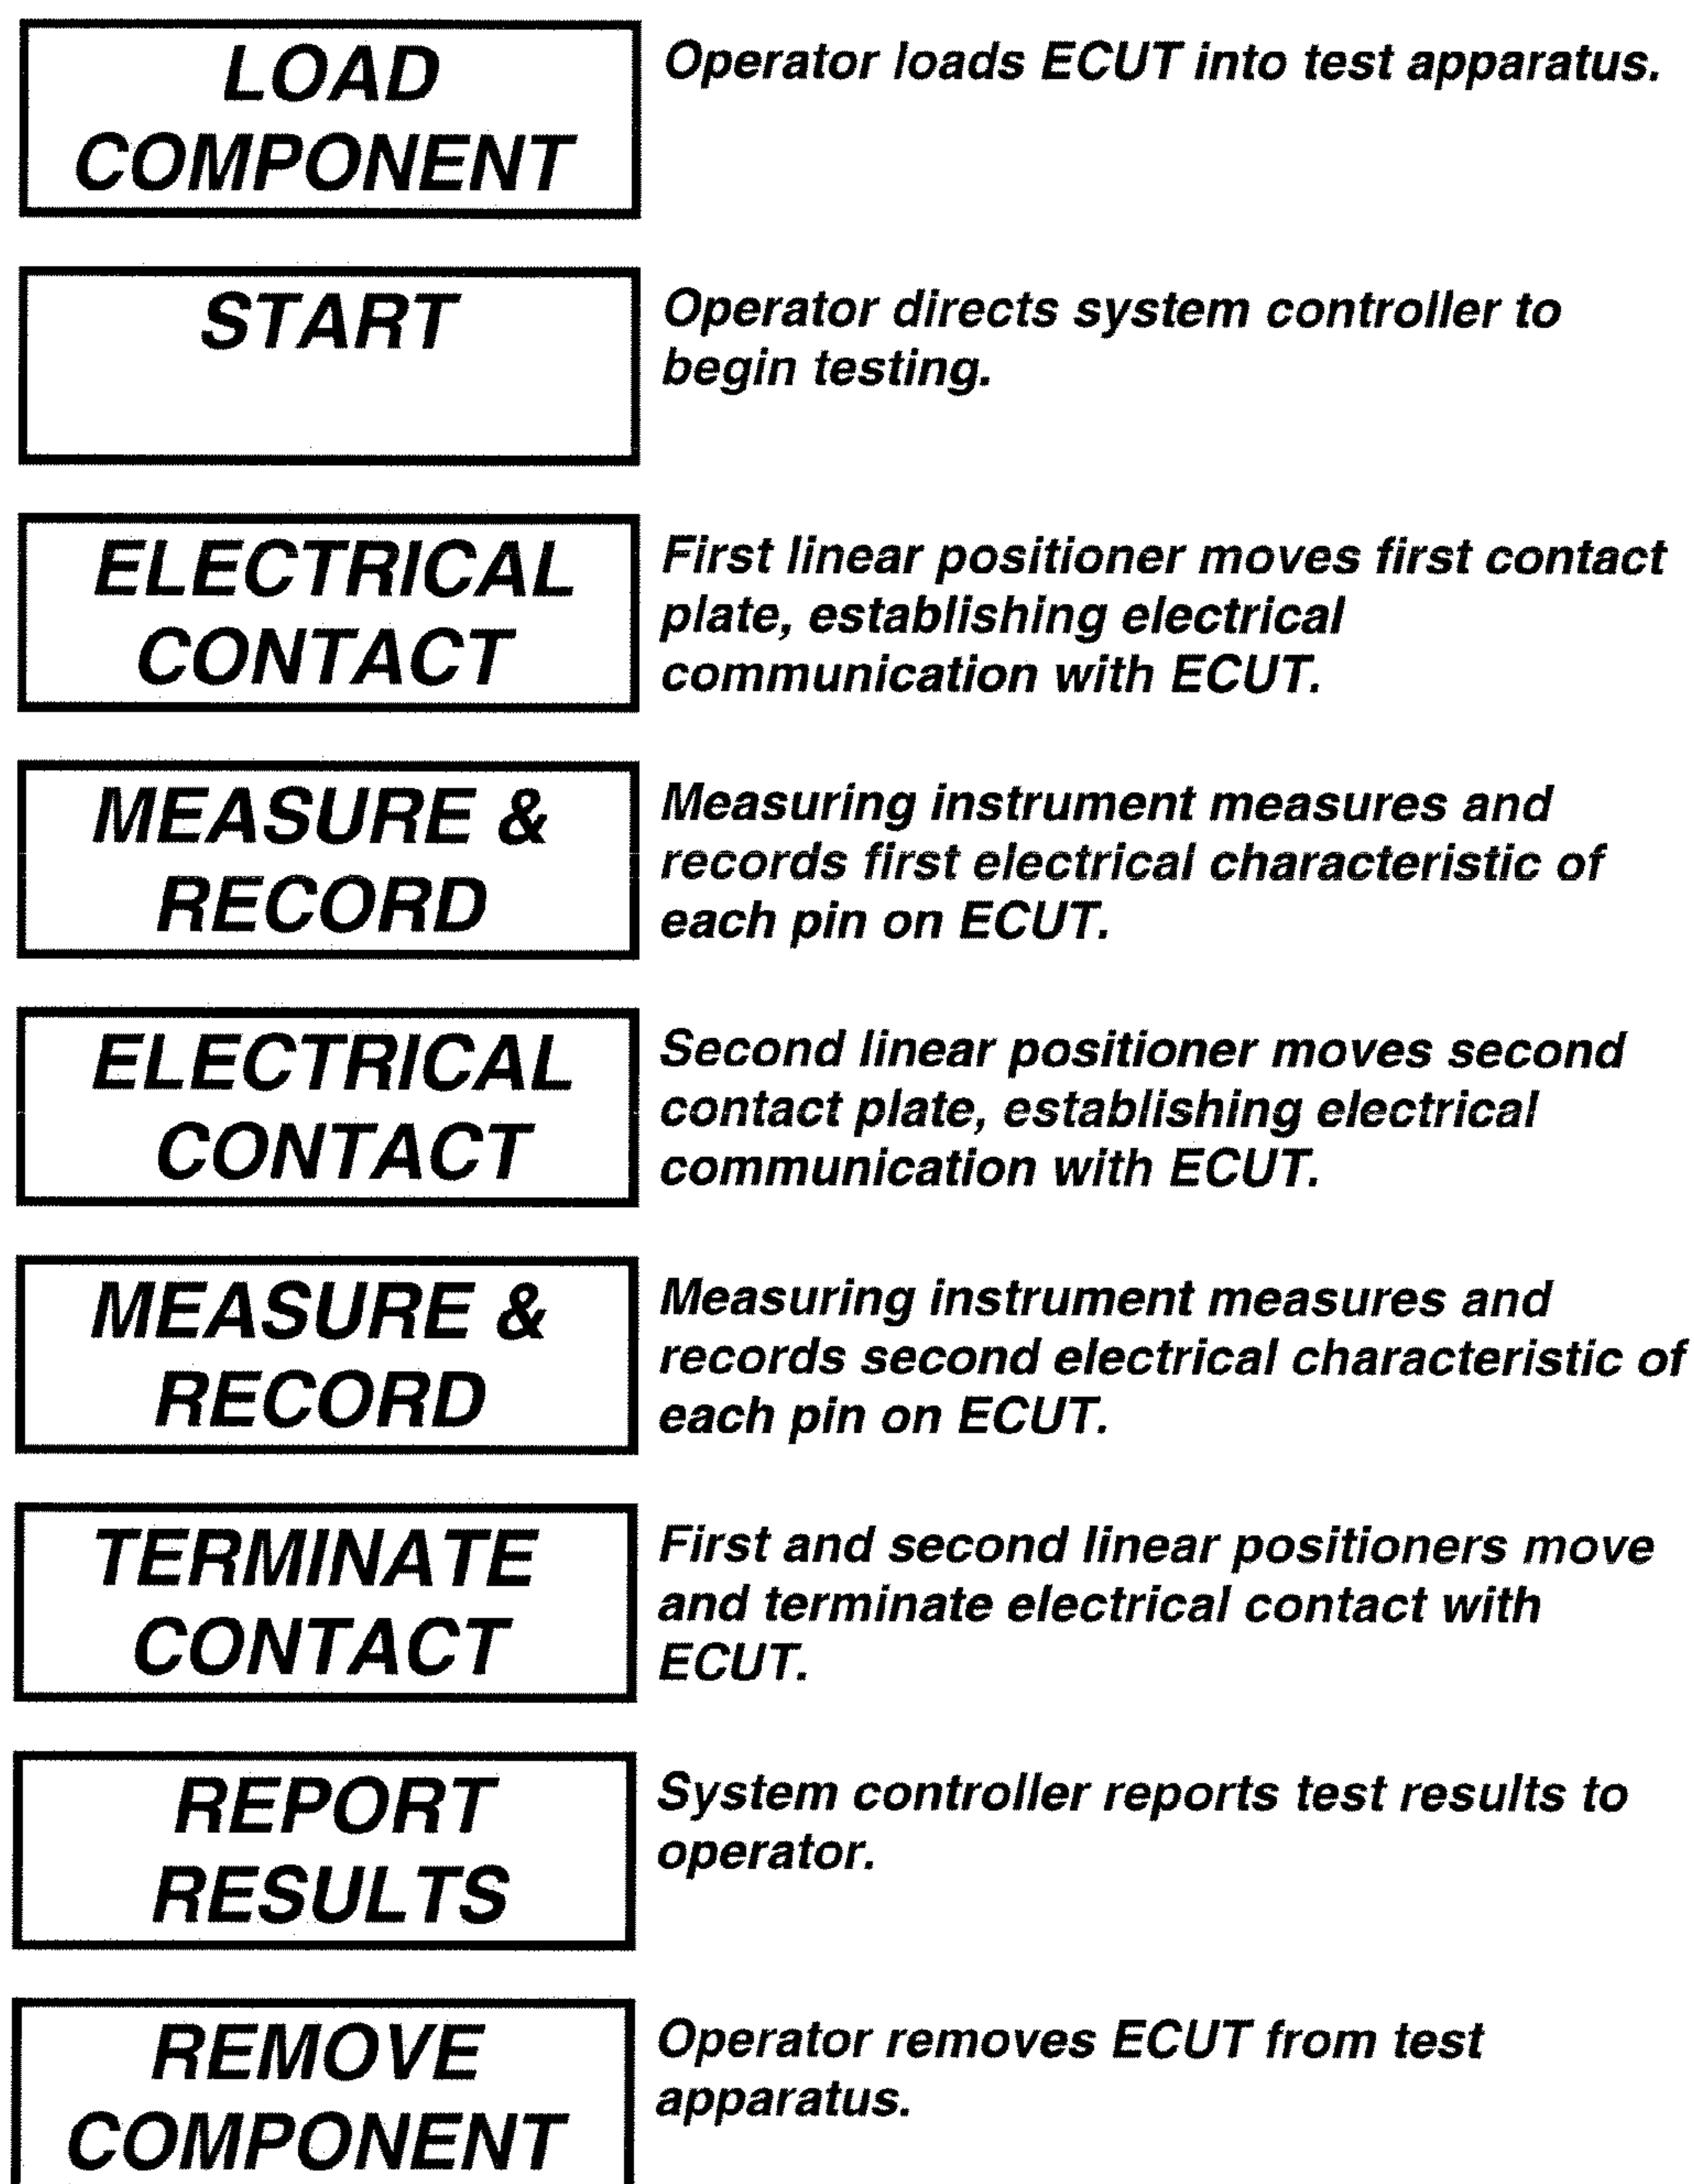 LOAD
COMPONENT
Operator loads ECUT into test apparatus.
START
Operator directs system controller to
begin testing.
ELECTRICAL
CONTACT
First linear positioner moves first contact
plate, establishing electrical
communication with ECUT.
MEASURE &
RECORD
Measuring instrument measures and
records first electrical characteristic of
each pin on ECUT.
ELECTRICAL
CONTACT
Second linear positioner moves second
contact plate, establishing electrical
communication with ECUT.
MEASURE &
RECORD
Measuring instrument measures and
records second electrical characteristic of
each pin on ECUT.
TERMINATE
CONTACT
First and second linear positioners move
and terminate electrical contact with
ECUT.
REPORT
RESULTS
System controller reports test results to
operator.
REMOVE
COMPONENT
Operator removes ECUT from test
apparatus.